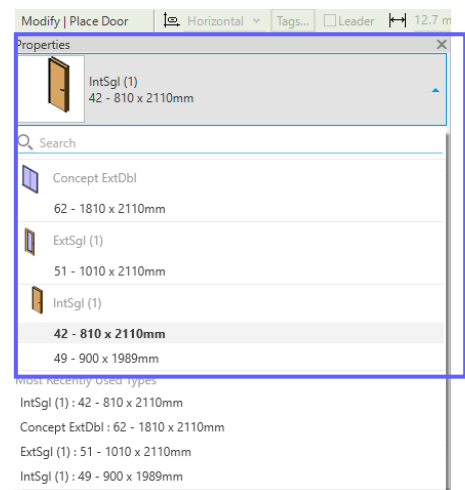 Modify | Place Door Horizontal Tags... Leader 12.7 m
Properties
IntSgl (1)
42 - 810 x 2110mm
Search
Concept ExtDbl
62 - 1810 x 2110mm
ExtSgl (1)
51 - 1010 x 2110mm
IntSgl (1)
42 - 810 x 2110mm
49 - 900 x 1989mm
Most Recently Used Types
IntSgl (1) : 42 - 810 x 2110mm
Concept ExtDbl : 62 - 1810 x 2110mm
ExtSgl (1) : 51 - 1010 x 2110mm
IntSgl (1) : 49 - 900 x 1989mm